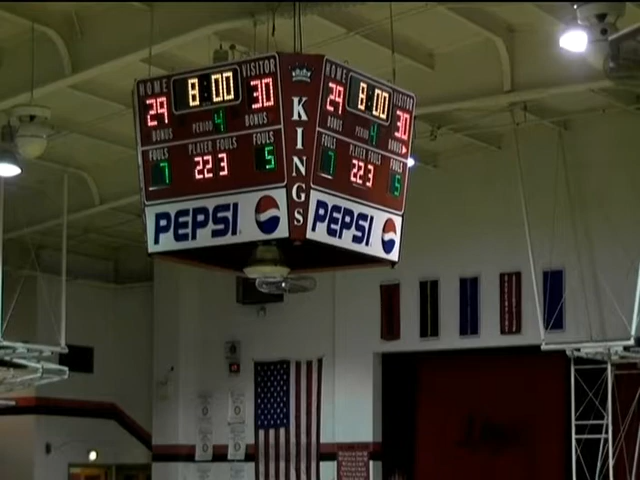 HOME 8:00 VISITOR
29 30
BONUS PERIOD 4
FOULS PLAYER FOULS FOULS
7 22 3 5
PEPSI
KINGS
HOME 8:00 VISITOR
29 30
BONUS PERIOD 4 BONUS
FOULS PLAYER FOULS FOULS
7 22 3 5
PEPSI